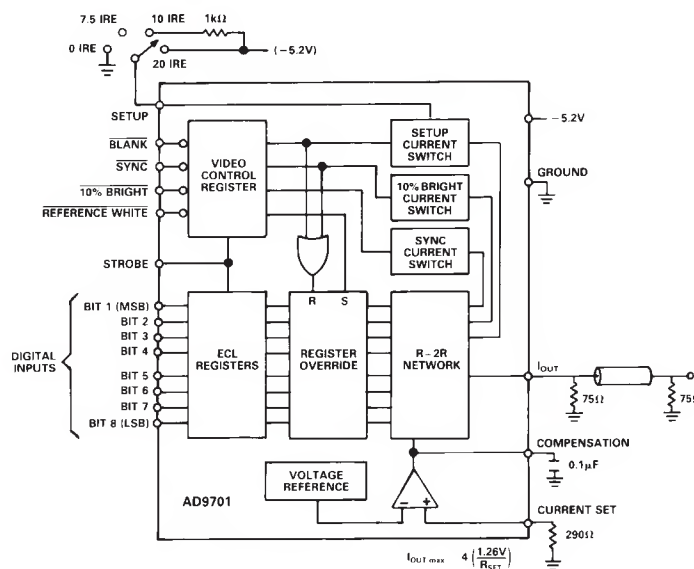 7.5 IRE
10 IRE
1kΩ
0 IRE
20 IRE
(−5.2V)
SETUP
−5.2V
BLANK
SYNC
10% BRIGHT
REFERENCE WHITE
VIDEO
CONTROL
REGISTER
SETUP
CURRENT
SWITCH
GROUND
10% BRIGHT
CURRENT
SWITCH
SYNC
CURRENT
SWITCH
STROBE
R
S
DIGITAL
INPUTS
BIT 1 (MSB)
BIT 2
BIT 3
BIT 4
BIT 5
BIT 6
BIT 7
BIT 8 (LSB)
ECL
REGISTERS
REGISTER
OVERRIDE
R−2R
NETWORK
IOUT
75Ω
75Ω
COMPENSATION
0.1μF
VOLTAGE
REFERENCE
− +
CURRENT SET
290Ω
AD9701
IOUT max 4 (1.26V / RSET)